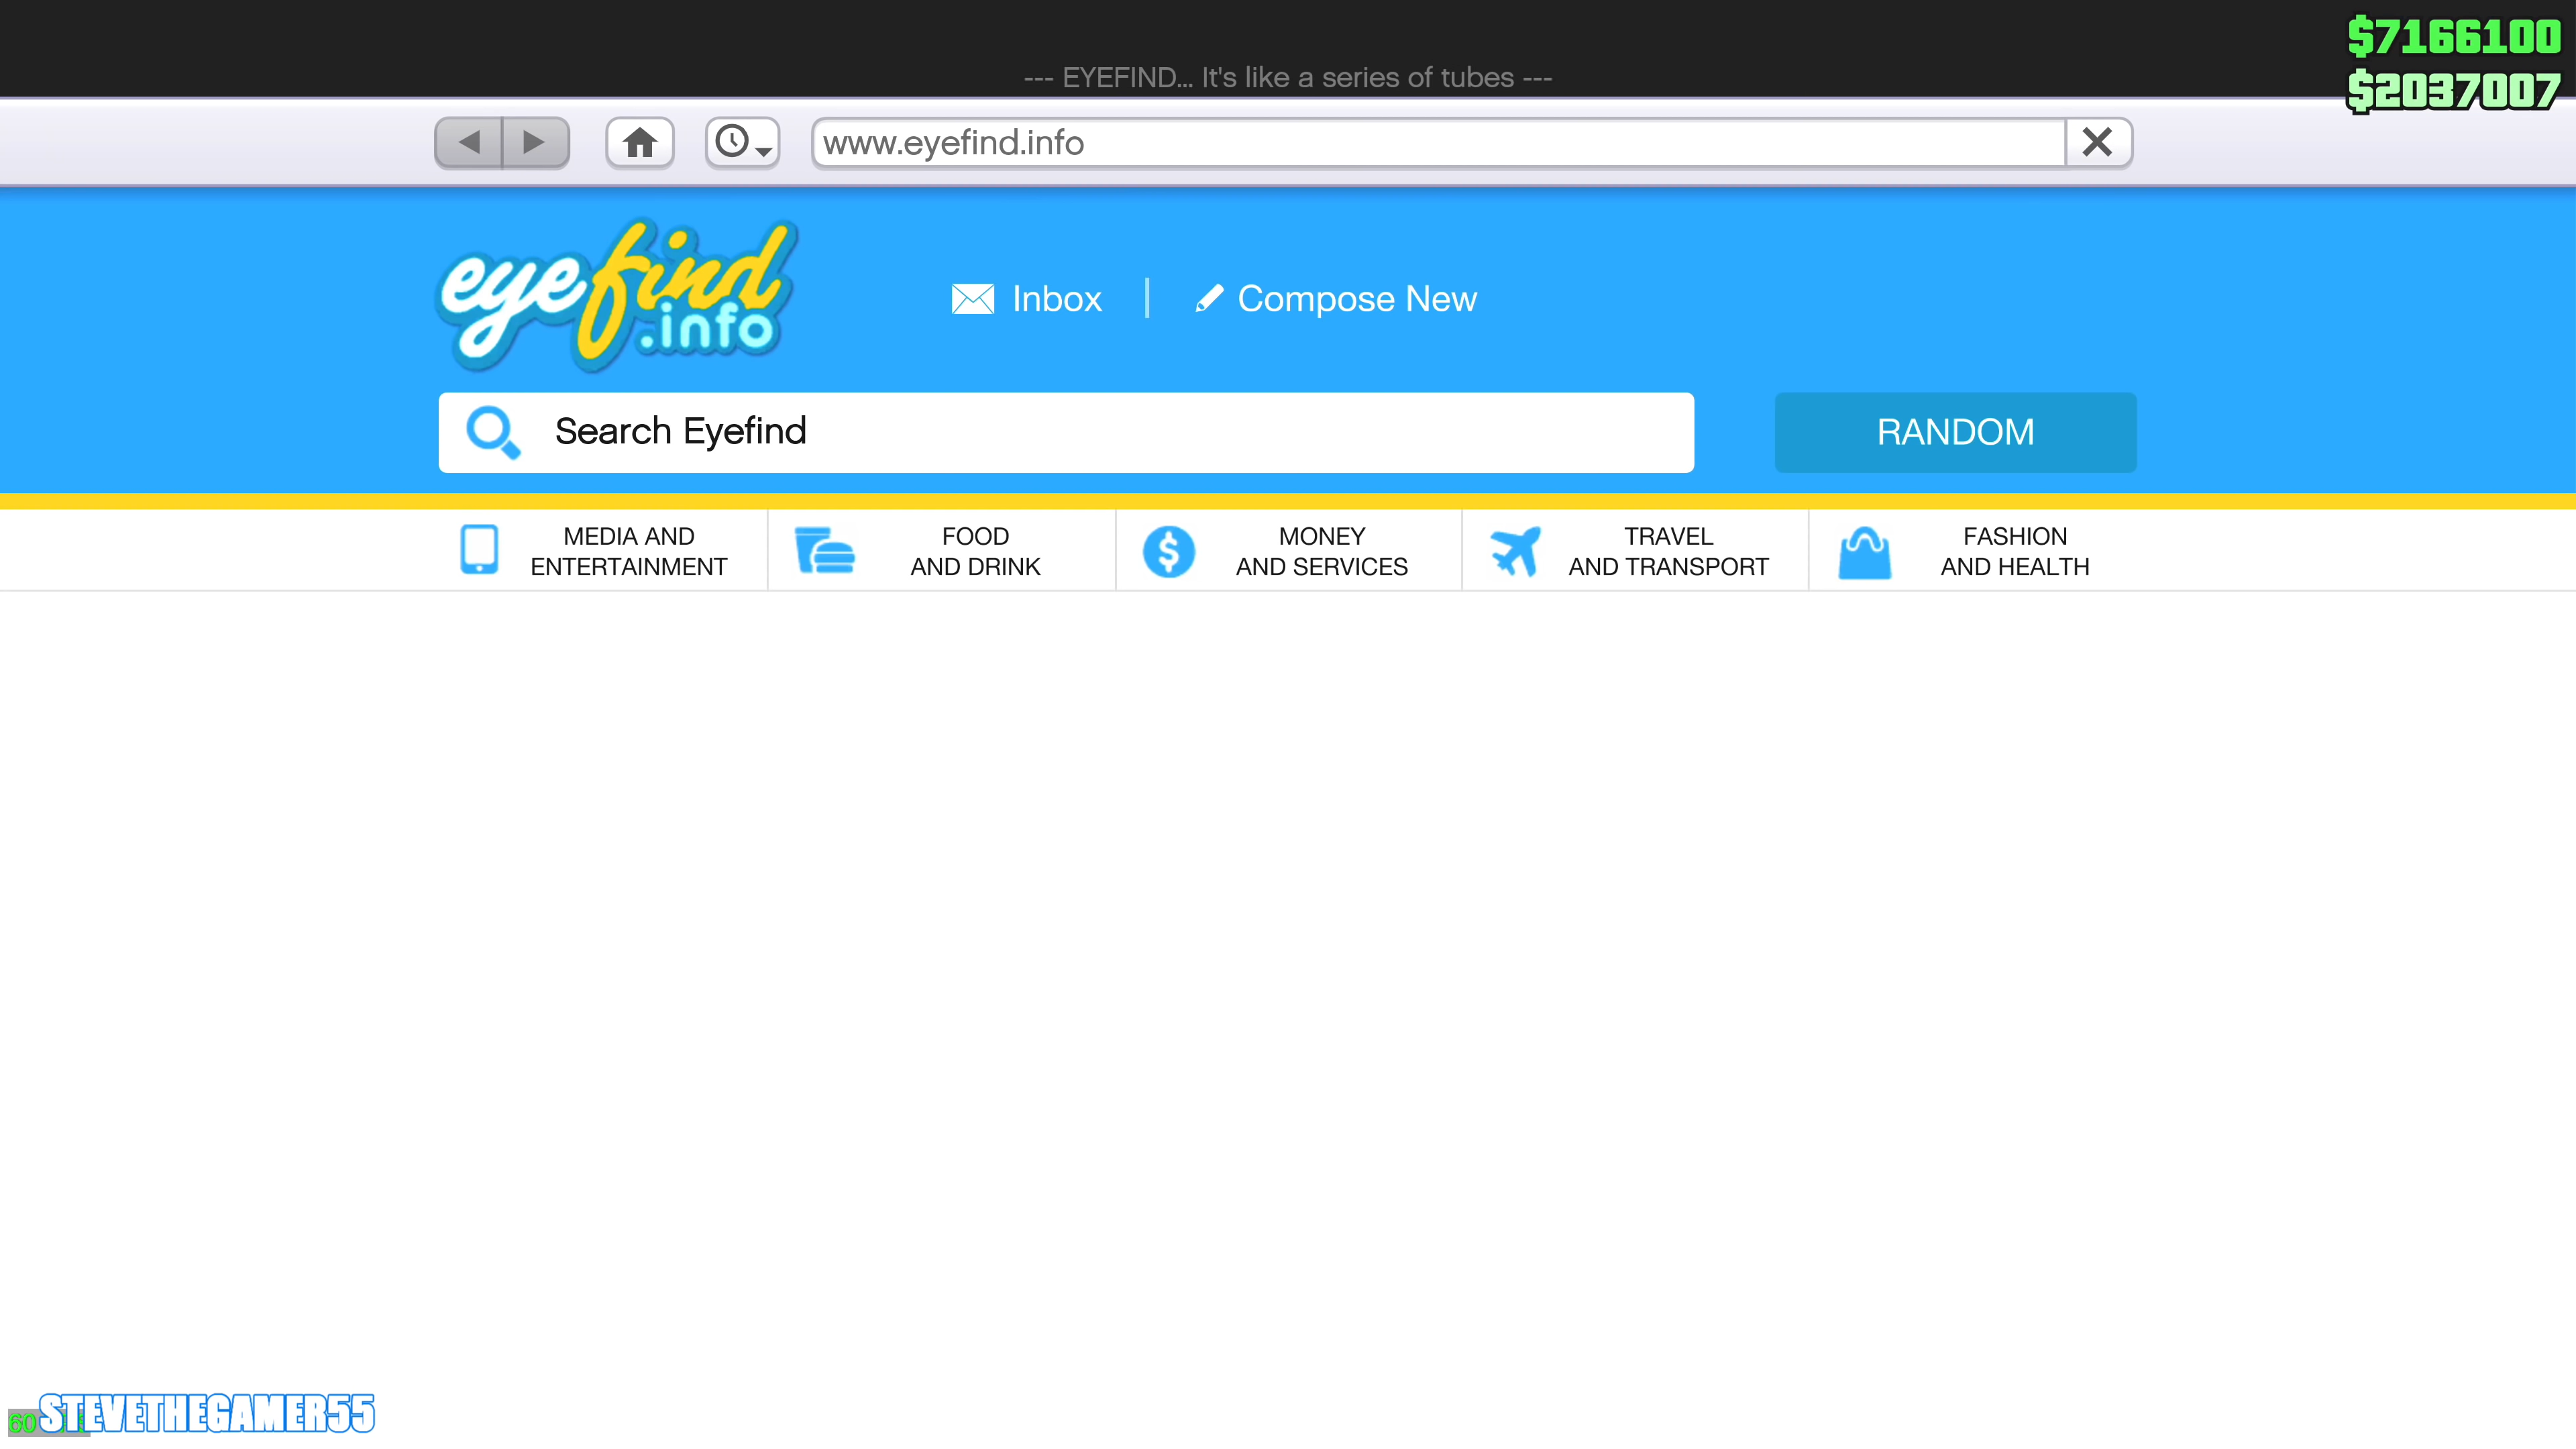 $7166100
--- EYEFIND... It's like a series of tubes ---
$2037007
www.eyefind.info
eyefind
.info
Inbox
Compose New
Search Eyefind
RANDOM
MEDIA AND
ENTERTAINMENT
FOOD
AND DRINK
MONEY
AND SERVICES
TRAVEL
AND TRANSPORT
FASHION
AND HEALTH
60
STEVETHEGAMER55